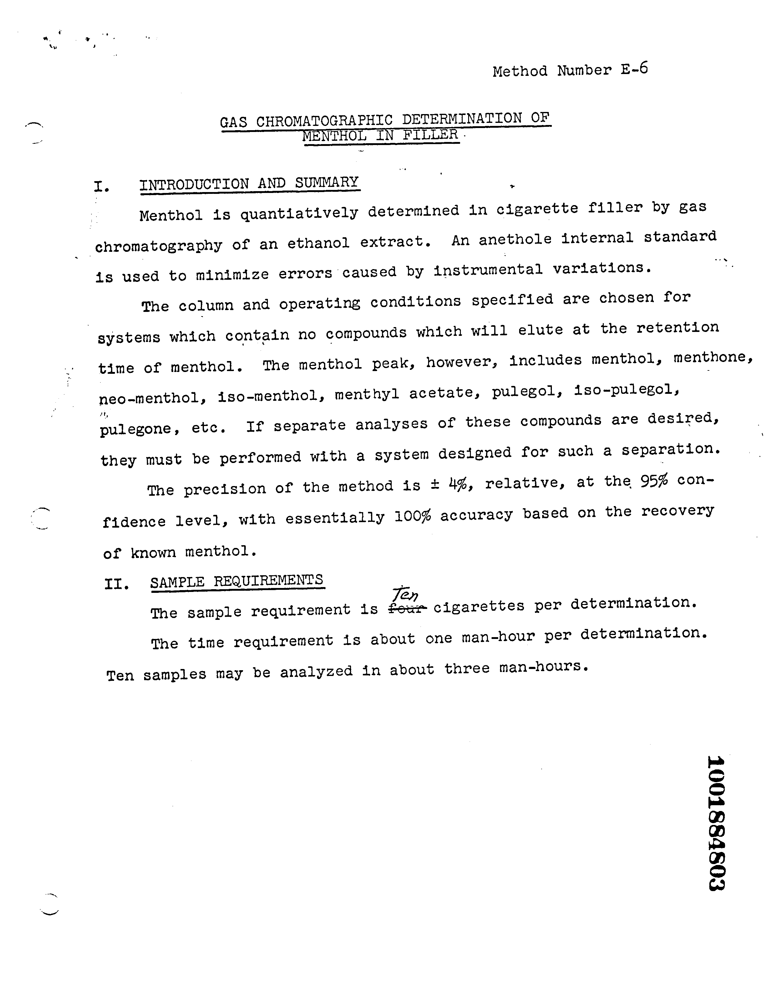 Method Number E-6
GAS CHROMATOGRAPHIC DETERMINATION OF
MENTHOL IN FILLER
I. INTRODUCTION AND SUMMARY
Menthol is quantiatively determined in cigarette filler by gas
chromatography of an ethanol extract. An anethole internal standard
is used to minimize errors caused by instrumental variations.
The column and operating conditions specified are chosen for
systems which contain no compounds which will elute at the retention
time of menthol. The menthol peak, however, includes menthol, menthone,
neo-menthol, iso-menthol, menthyl acetate, pulegol, iso-pulegol,
pulegone, etc. If separate analyses of these compounds are desired,
they must be performed with a system designed for such a separation.
The precision of the method is ± 4%, relative, at the 95% con-
fidence level, with essentially 100% accuracy based on the recovery
of known menthol.
II. SAMPLE REQUIREMENTS
Ten
The sample requirement is four cigarettes per determination.
The time requirement is about one man-hour per determination.
Ten samples may be analyzed in about three man-hours.
1001884803